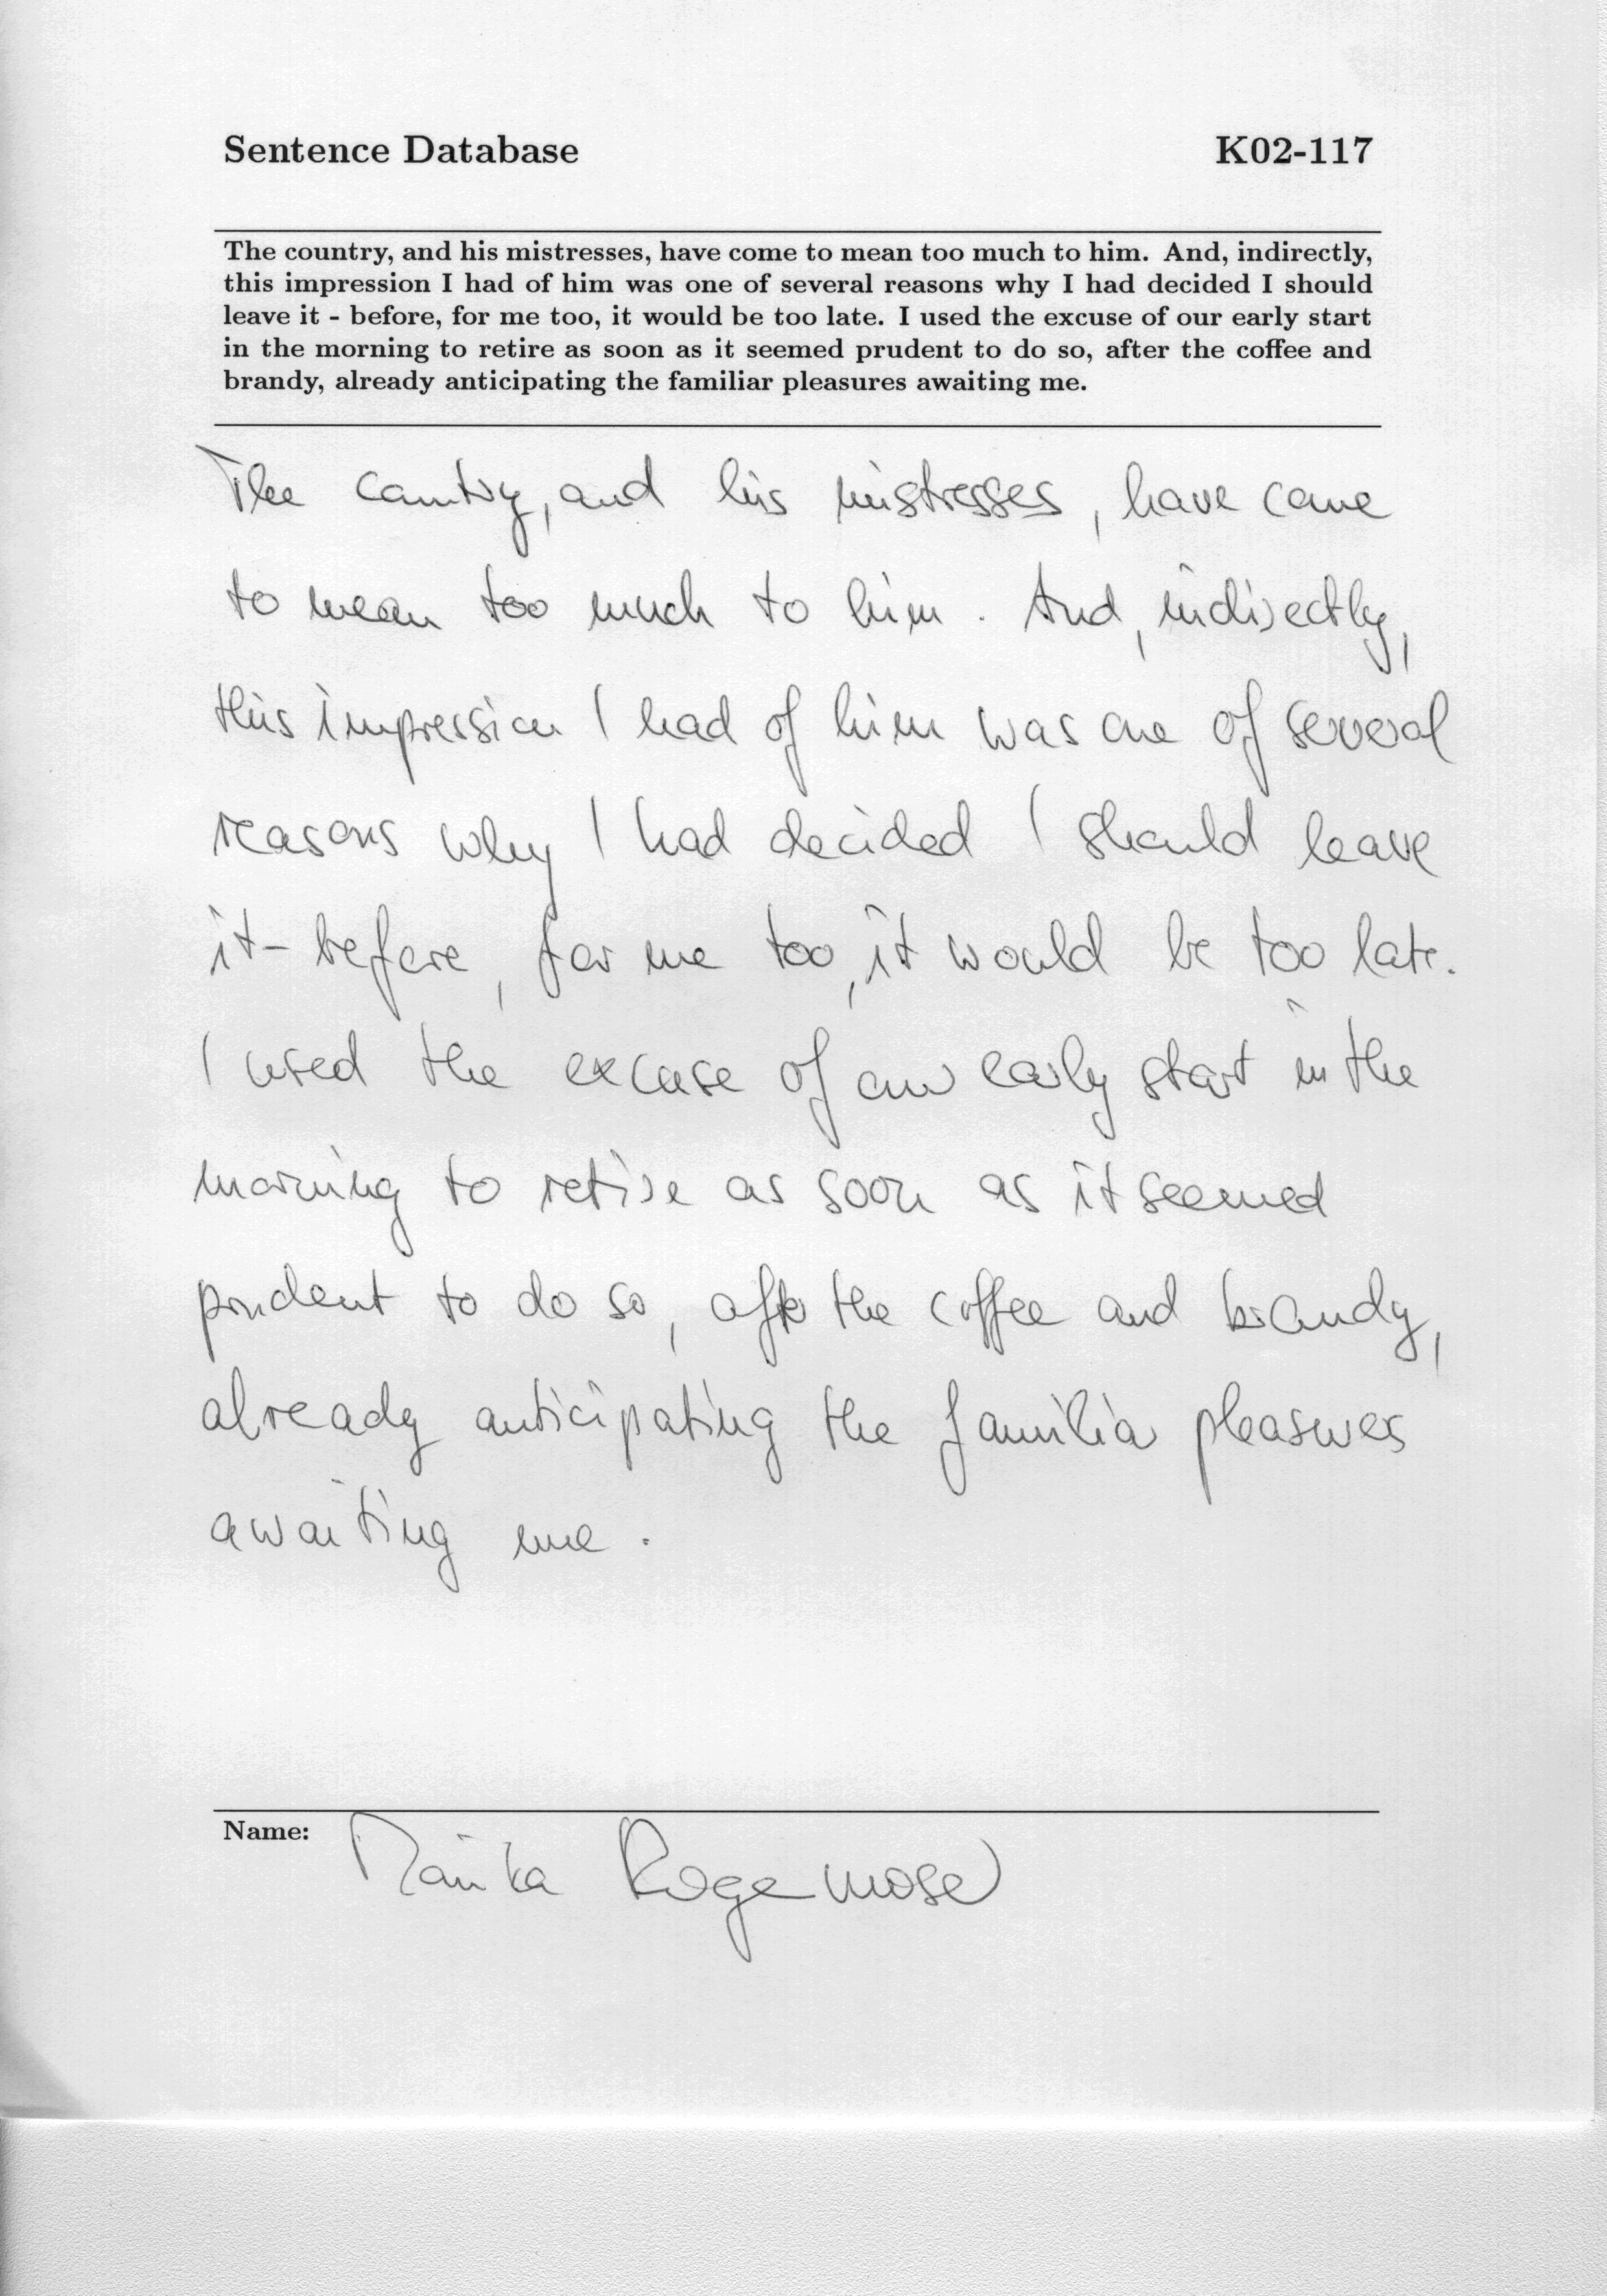 Sentence Database K02-117
The country, and his mistresses, have come to mean too much to him. And, indirectly,
this impression I had of him was one of several reasons why I had decided I should
leave it - before, for me too, it would be too late. I used the excuse of our early start
in the morning to retire as soon as it seemed prudent to do so, after the coffee and
brandy, already anticipating the familiar pleasures awaiting me.
The country, and his mistresses, have come
to mean too much to him. And, indirectly,
this impression I had of him was one of several
reasons why I had decided I should leave
it - before, for me too, it would be too late.
I used the excuse of our early start in the
morning to retire as soon as it seemed
prudent to do so, after the coffee and brandy,
already anticipating the familiar pleasures
awaiting me.
Name: